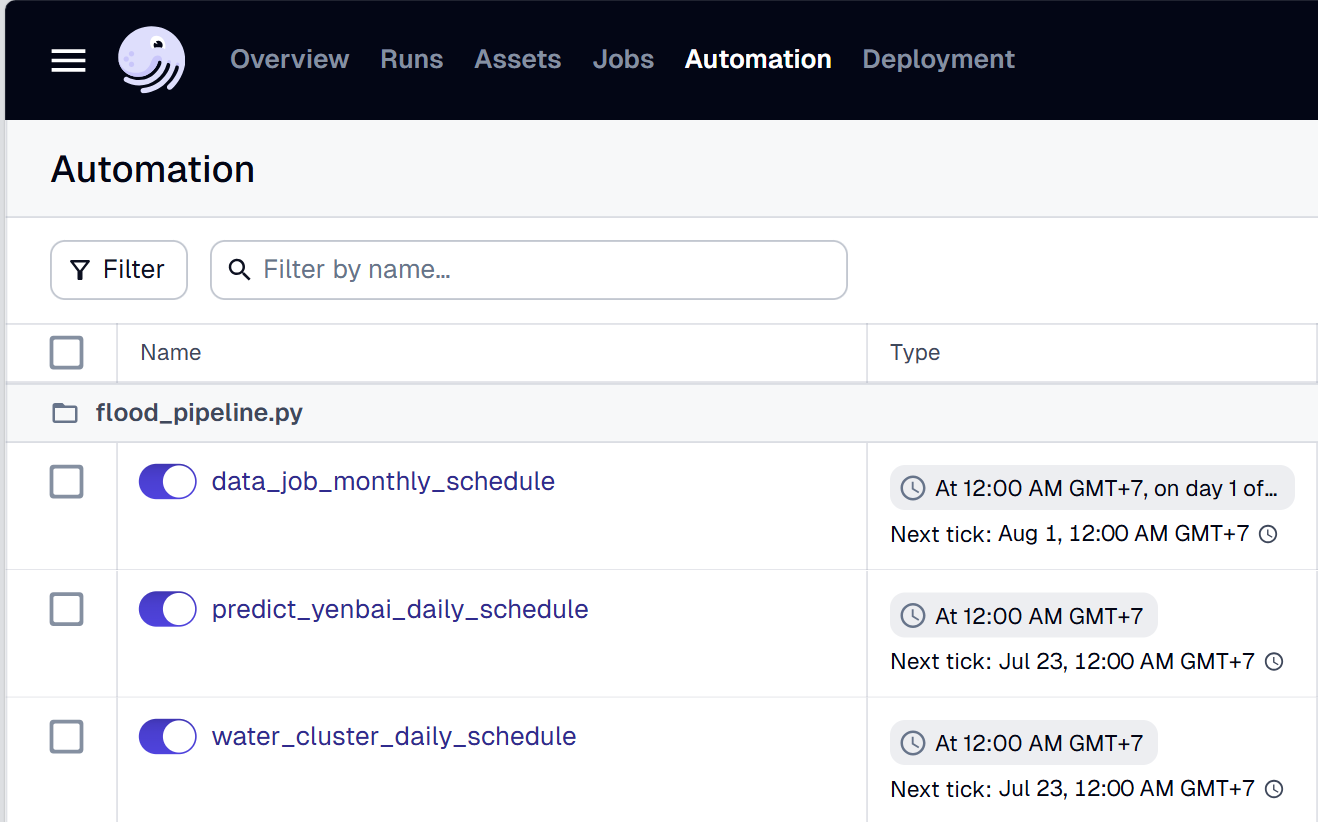 Overview Runs Assets Jobs Automation Deployment
Automation
Filter
Filter by name...
Name Type
flood_pipeline.py
data_job_monthly_schedule
At 12:00 AM GMT+7, on day 1 of...
Next tick: Aug 1, 12:00 AM GMT+7
predict_yenbai_daily_schedule
At 12:00 AM GMT+7
Next tick: Jul 23, 12:00 AM GMT+7
water_cluster_daily_schedule
At 12:00 AM GMT+7
Next tick: Jul 23, 12:00 AM GMT+7